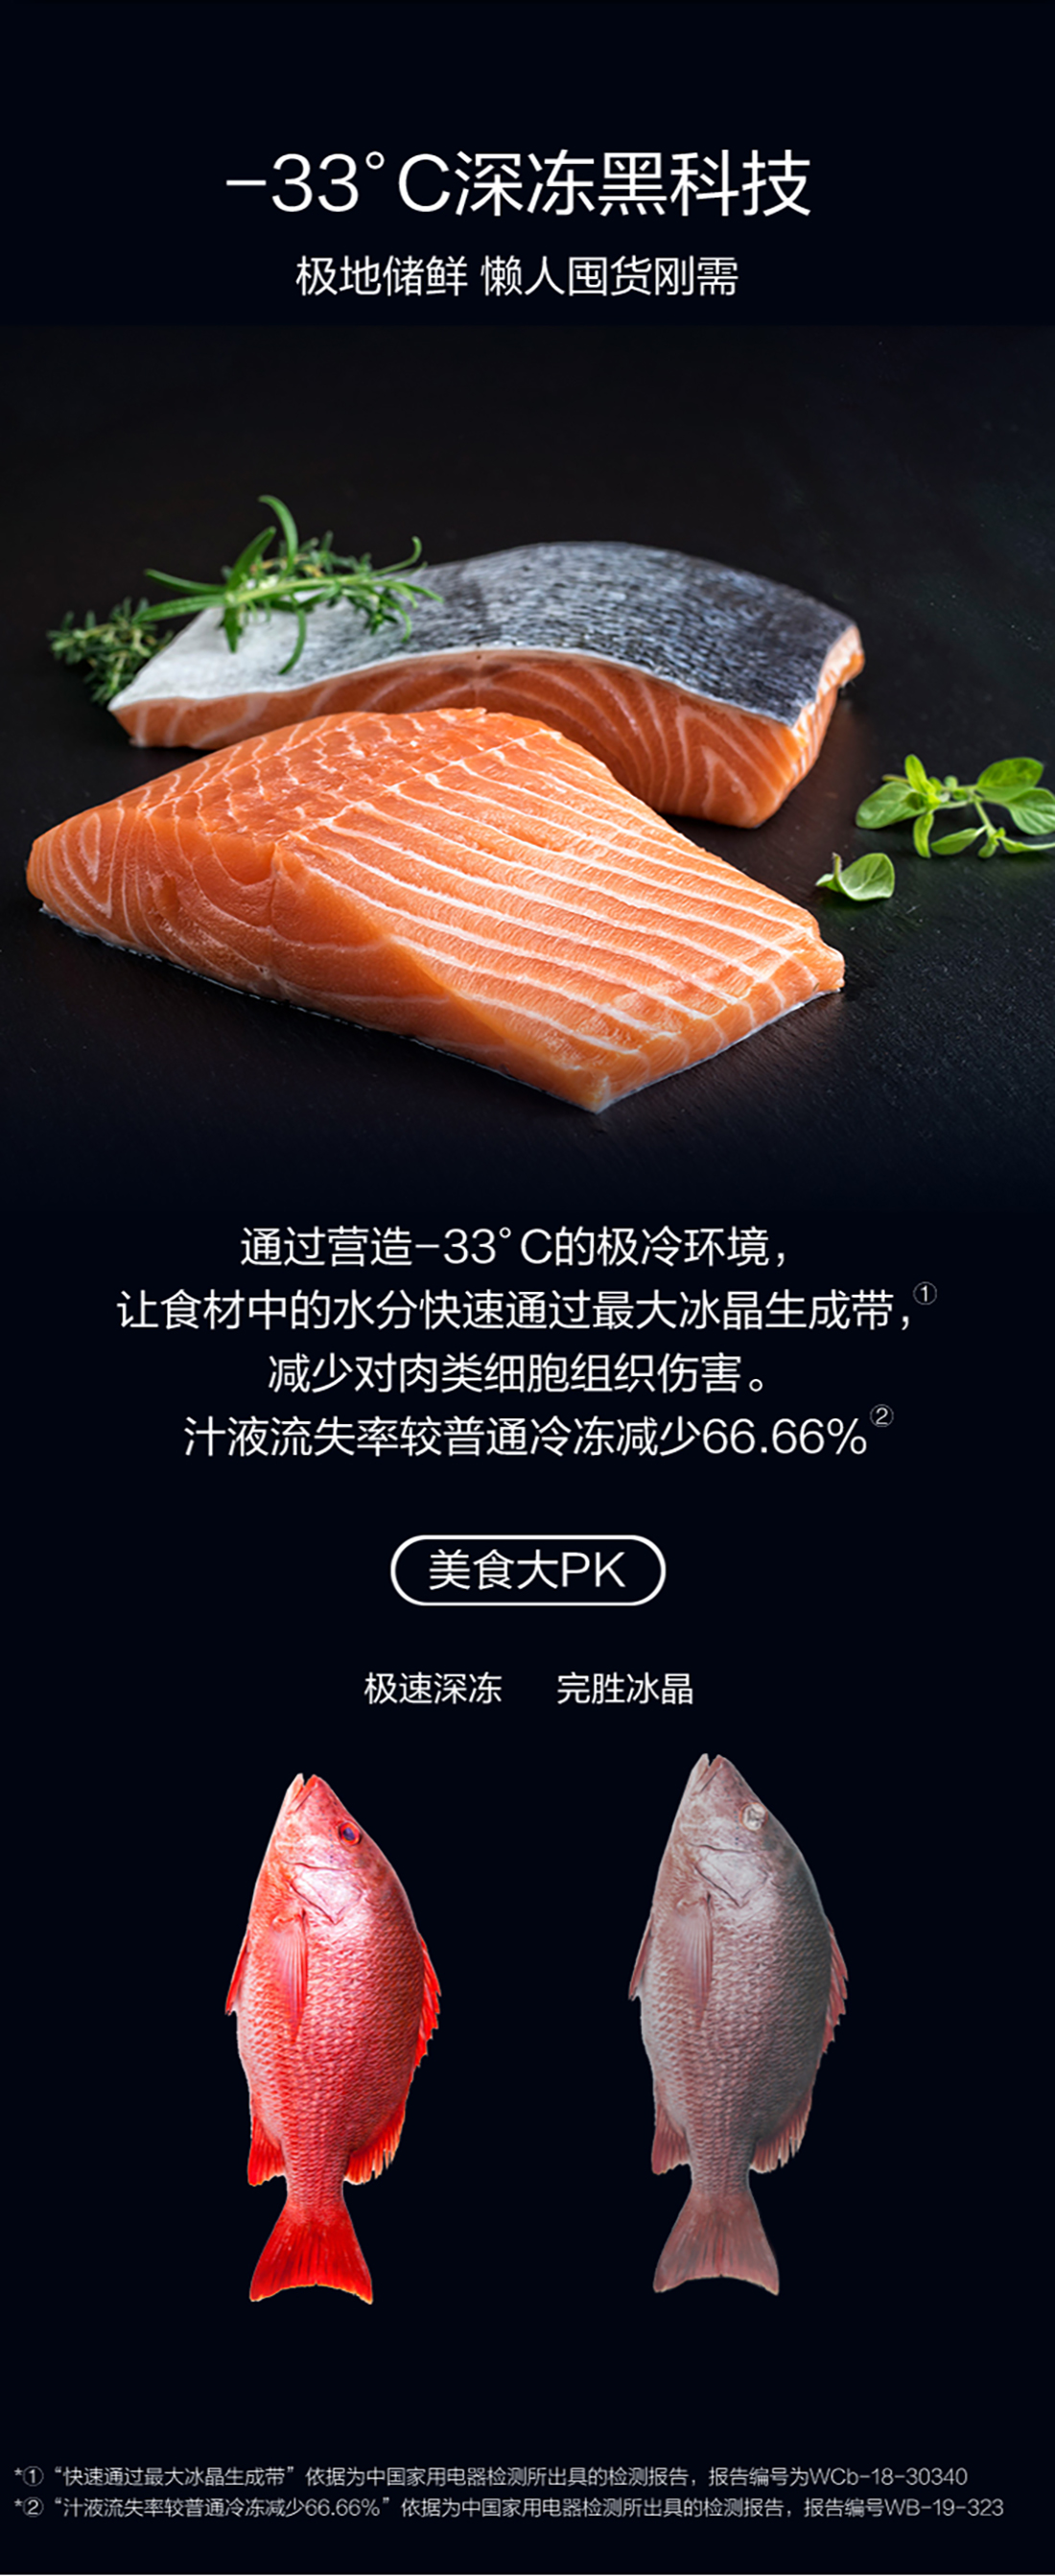 -33°C深冻黑科技
极地储鲜 懒人囤货刚需
通过营造-33°C的极冷环境，
让食材中的水分快速通过最大冰晶生成带，①
减少对肉类细胞组织伤害。
汁液流失率较普通冷冻减少66.66%②
美食大PK
极速深冻 完胜冰晶
*①“快速通过最大冰晶生成带”依据为中国家用电器检测所出具的检测报告，报告编号为WCb-18-30340
*②“汁液流失率较普通冷冻减少66.66%”依据为中国家用电器检测所出具的检测报告，报告编号WB-19-323